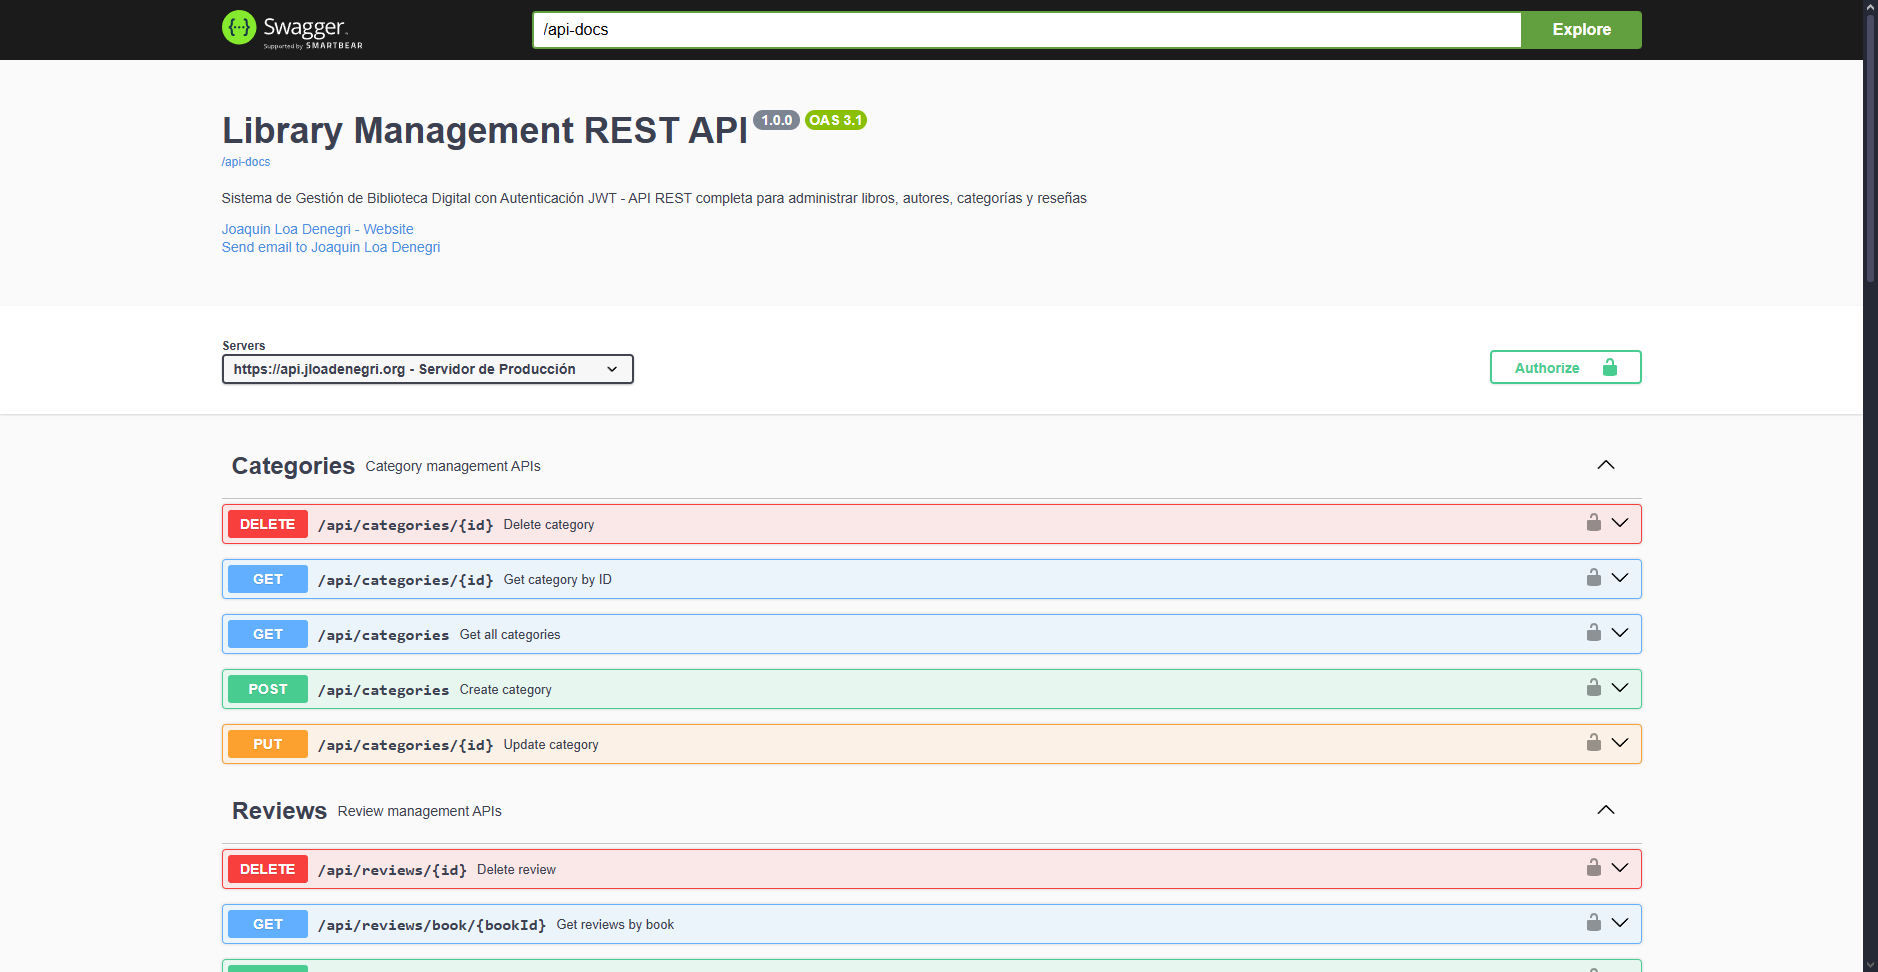 Swagger
Supported by SMARTBEAR
/api-docs
Explore
Library Management REST API 1.0.0 OAS 3.1
/api-docs
Sistema de Gestión de Biblioteca Digital con Autenticación JWT - API REST completa para administrar libros, autores, categorías y reseñas
Joaquin Loa Denegri - Website
Send email to Joaquin Loa Denegri
Servers
https://api.jloadenegri.org - Servidor de Producción
Authorize
Categories Category management APIs
DELETE /api/categories/{id} Delete category
GET /api/categories/{id} Get category by ID
GET /api/categories Get all categories
POST /api/categories Create category
PUT /api/categories/{id} Update category
Reviews Review management APIs
DELETE /api/reviews/{id} Delete review
GET /api/reviews/book/{bookId} Get reviews by book